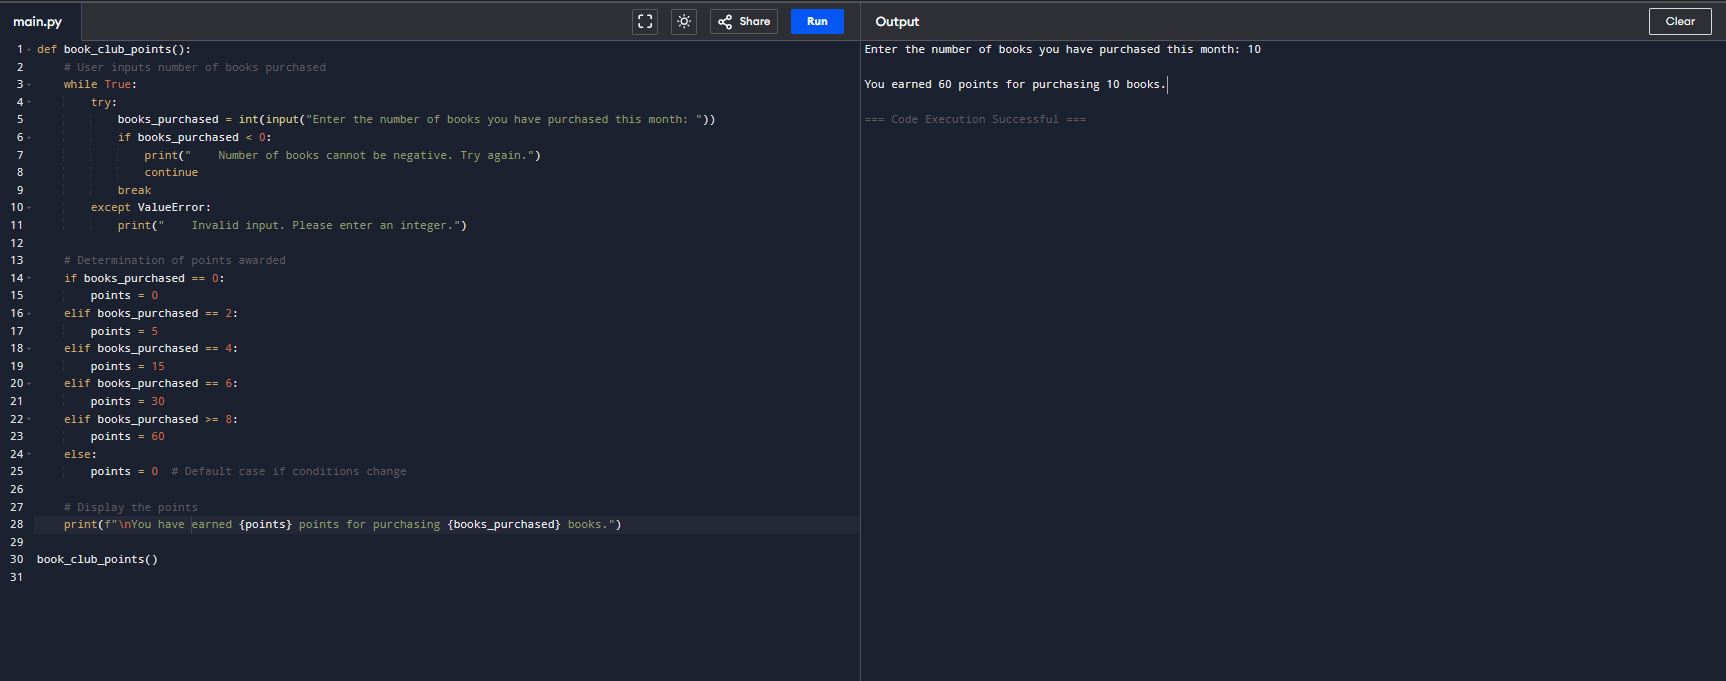 main.py
Share
Run
Output
Clear
1 def book_club_points():
2     # User inputs number of books purchased
3     while True:
4         try:
5             books_purchased = int(input("Enter the number of books you have purchased this month: "))
6             if books_purchased < 0:
7                 print("    Number of books cannot be negative. Try again.")
8                 continue
9             break
10         except ValueError:
11             print("    Invalid input. Please enter an integer.")
12
13     # Determination of points awarded
14     if books_purchased == 0:
15         points = 0
16     elif books_purchased == 2:
17         points = 5
18     elif books_purchased == 4:
19         points = 15
20     elif books_purchased == 6:
21         points = 30
22     elif books_purchased >= 8:
23         points = 60
24     else:
25         points = 0  # Default case if conditions change
26
27     # Display the points
28     print(f"\nYou have earned {points} points for purchasing {books_purchased} books.")
29
30 book_club_points()
31
Enter the number of books you have purchased this month: 10
You earned 60 points for purchasing 10 books.
=== Code Execution Successful ===